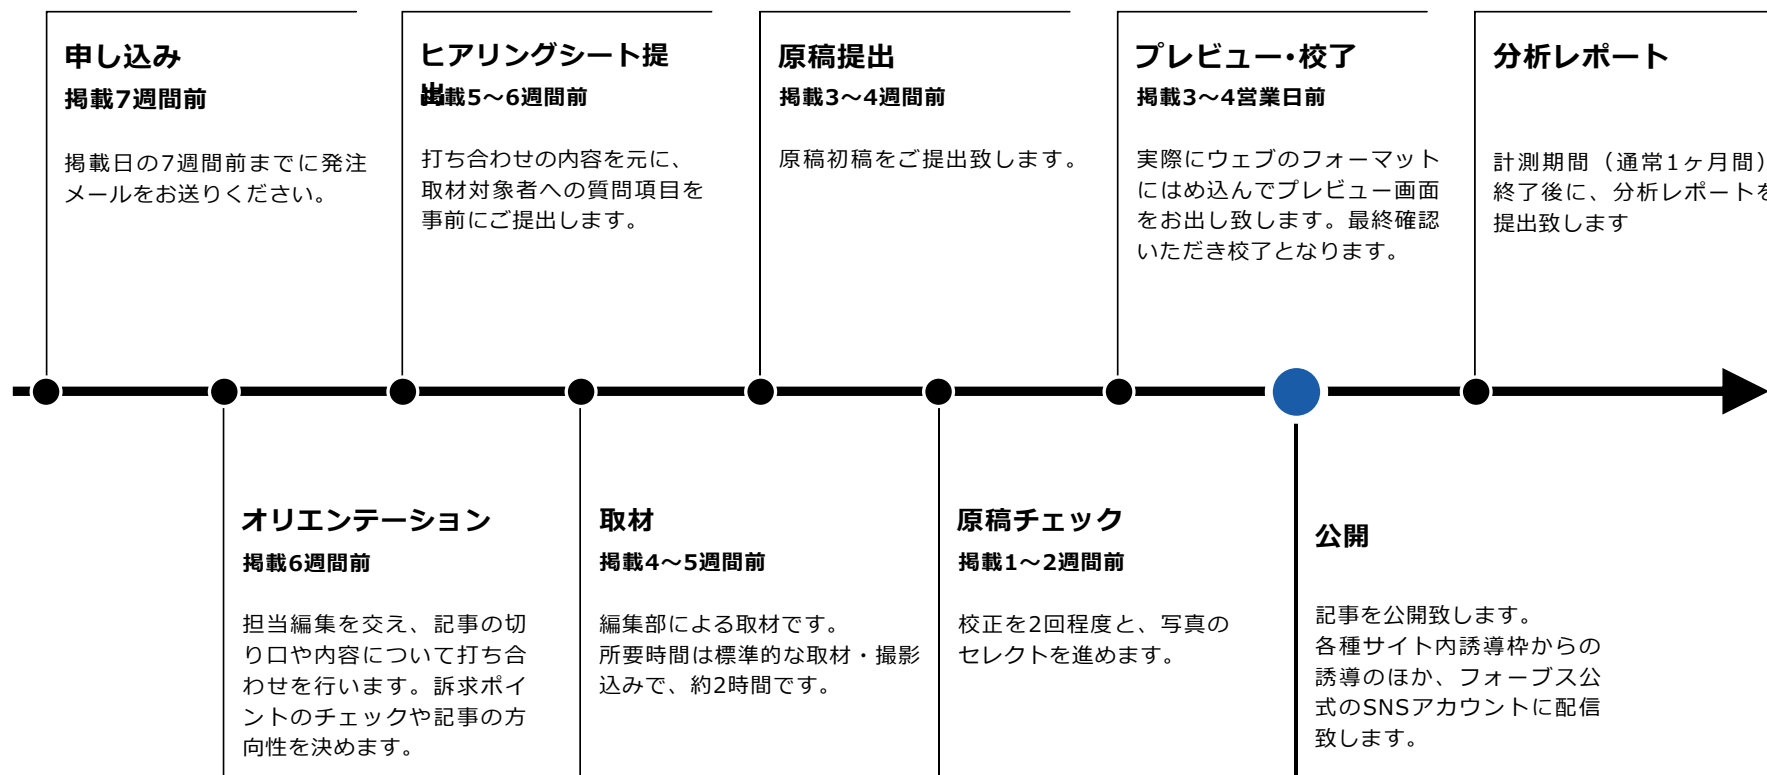 申し込み
掲載7週間前
掲載日の7週間前までに発注
メールをお送りください。
ヒアリングシート提
出
掲載5～6週間前
打ち合わせの内容を元に、
取材対象者への質問項目を
事前にご提出します。
原稿提出
掲載3～4週間前
原稿初稿をご提出致します。
プレビュー・校了
掲載3～4営業日前
実際にウェブのフォーマット
にはめ込んでプレビュー画面
をお出し致します。最終確認
いただき校了となります。
分析レポート
計測期間（通常1ヶ月間）
終了後に、分析レポートを
提出致します
オリエンテーション
掲載6週間前
担当編集を交え、記事の切
り口や内容について打ち合
わせを行います。訴求ポイ
ントのチェックや記事の方
向性を決めます。
取材
掲載4～5週間前
編集部による取材です。
所要時間は標準的な取材・撮影
込みで、約2時間です。
原稿チェック
掲載1～2週間前
校正を2回程度と、写真の
セレクトを進めます。
公開
記事を公開致します。
各種サイト内誘導枠からの
誘導のほか、フォーブス公
式のSNSアカウントに配信
致します。